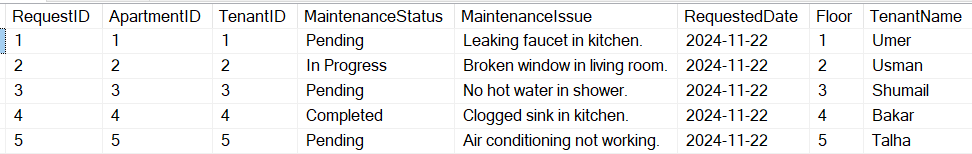 RequestID ApartmentID TenantID MaintenanceStatus MaintenanceIssue RequestedDate Floor TenantName
1 1 1 Pending Leaking faucet in kitchen. 2024-11-22 1 Umer
2 2 2 In Progress Broken window in living room. 2024-11-22 2 Usman
3 3 3 Pending No hot water in shower. 2024-11-22 3 Shumail
4 4 4 Completed Clogged sink in kitchen. 2024-11-22 4 Bakar
5 5 5 Pending Air conditioning not working. 2024-11-22 5 Talha